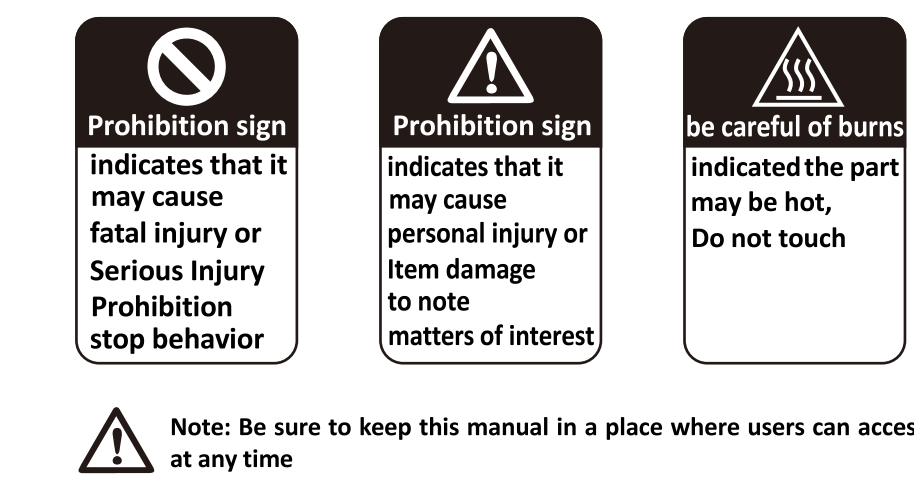 Prohibition sign
indicates that it
may cause
fatal injury or
Serious Injury
Prohibition
stop behavior
Prohibition sign
indicates that it
may cause
personal injury or
Item damage
to note
matters of interest
be careful of burns
indicated the part
may be hot,
Do not touch
Note: Be sure to keep this manual in a place where users can acces
at any time